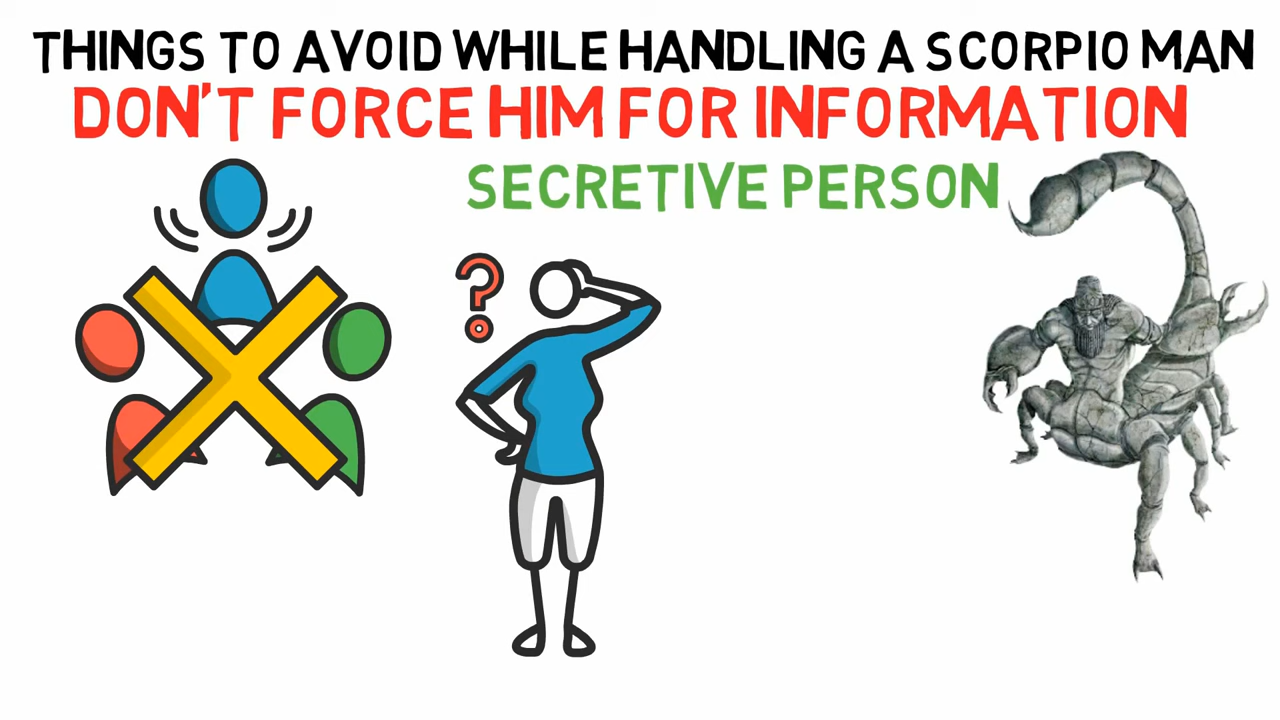 THINGS TO AVOID WHILE HANDLING A SCORPIO MAN
DON'T FORCE HIM FOR INFORMATION
SECRETIVE PERSON
?